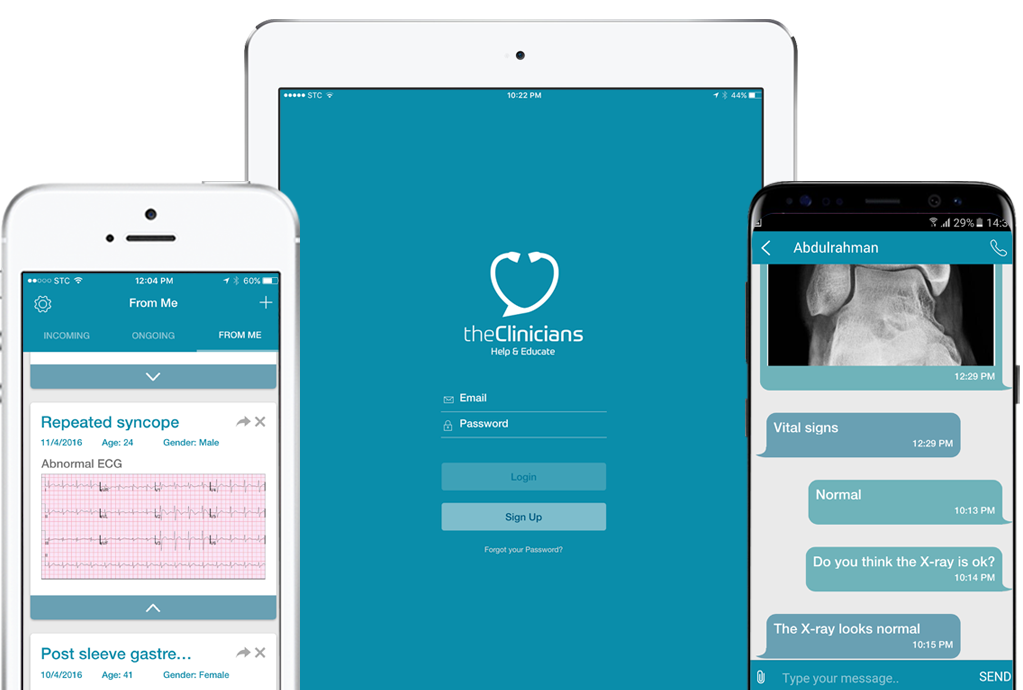 STC
12:04 PM
60%
From Me
INCOMING
ONGOING
FROM ME
Repeated syncope
11/4/2016 Age: 24 Gender: Male
Abnormal ECG
Post sleeve gastre...
10/4/2016 Age: 41 Gender: Female
STC
10:22 PM
44%
theClinicians
Help & Educate
Email
Password
Login
Sign Up
Forgot your Password?
29% 14:3
Abdulrahman
12:29 PM
Vital signs
12:29 PM
Normal
10:13 PM
Do you think the X-ray is ok?
10:14 PM
The X-ray looks normal
10:15 PM
Type your message..
SEND